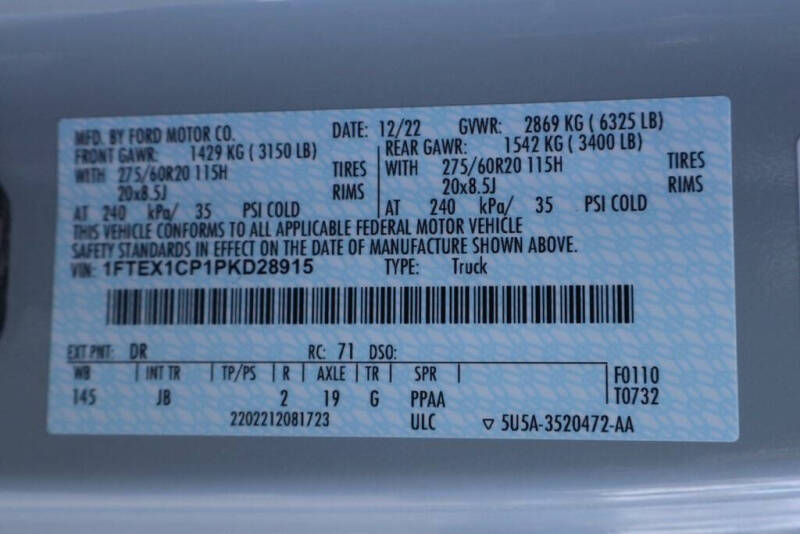 MFD. BY FORD MOTOR CO. DATE: 12/22 GVWR: 2869 KG ( 6325 LB)
FRONT GAWR: 1429 KG ( 3150 LB) REAR GAWR: 1542 KG ( 3400 LB)
WITH 275/60R20 115H TIRES WITH 275/60R20 115H TIRES
20x8.5J RIMS 20x8.5J RIMS
AT 240 kPa/ 35 PSI COLD AT 240 kPa/ 35 PSI COLD
THIS VEHICLE CONFORMS TO ALL APPLICABLE FEDERAL MOTOR VEHICLE
SAFETY STANDARDS IN EFFECT ON THE DATE OF MANUFACTURE SHOWN ABOVE.
VIN: 1FTEX1CP1PKD28915 TYPE: Truck
EXT PNT: DR RC: 71 DSO:
WB INT TR TP/PS R AXLE TR SPR F0110
145 JB 2 19 G PPAA T0732
2202212081723 ULC ▽ 5U5A-3520472-AA